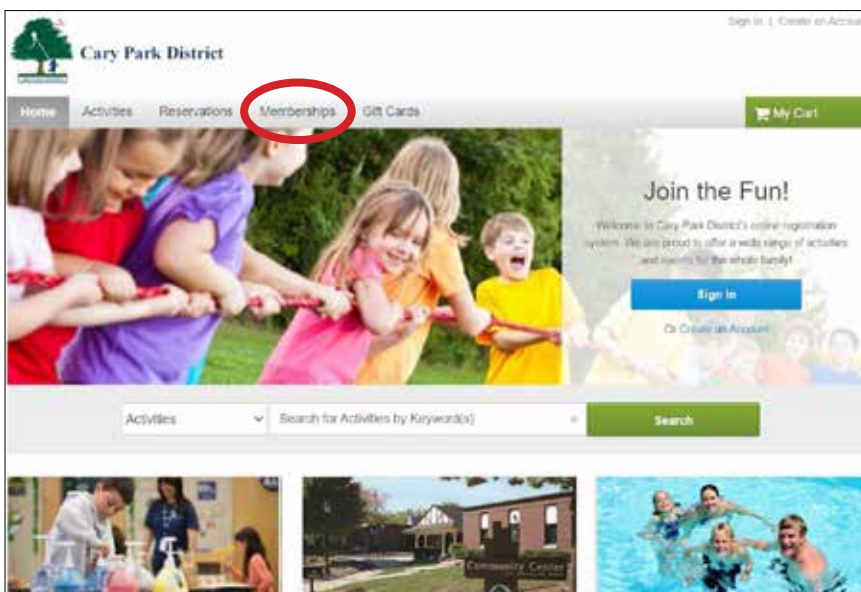 Sign In | Create an Account
Cary Park District
Home Activities Reservations Memberships Gift Cards My Cart
Join the Fun!
Welcome to Cary Park District's online registration
system. We are proud to offer a wide range of activities
and events for the whole family!
Sign In
Or Create an Account
Activities Search for Activities by Keyword(s) Search
Community Center